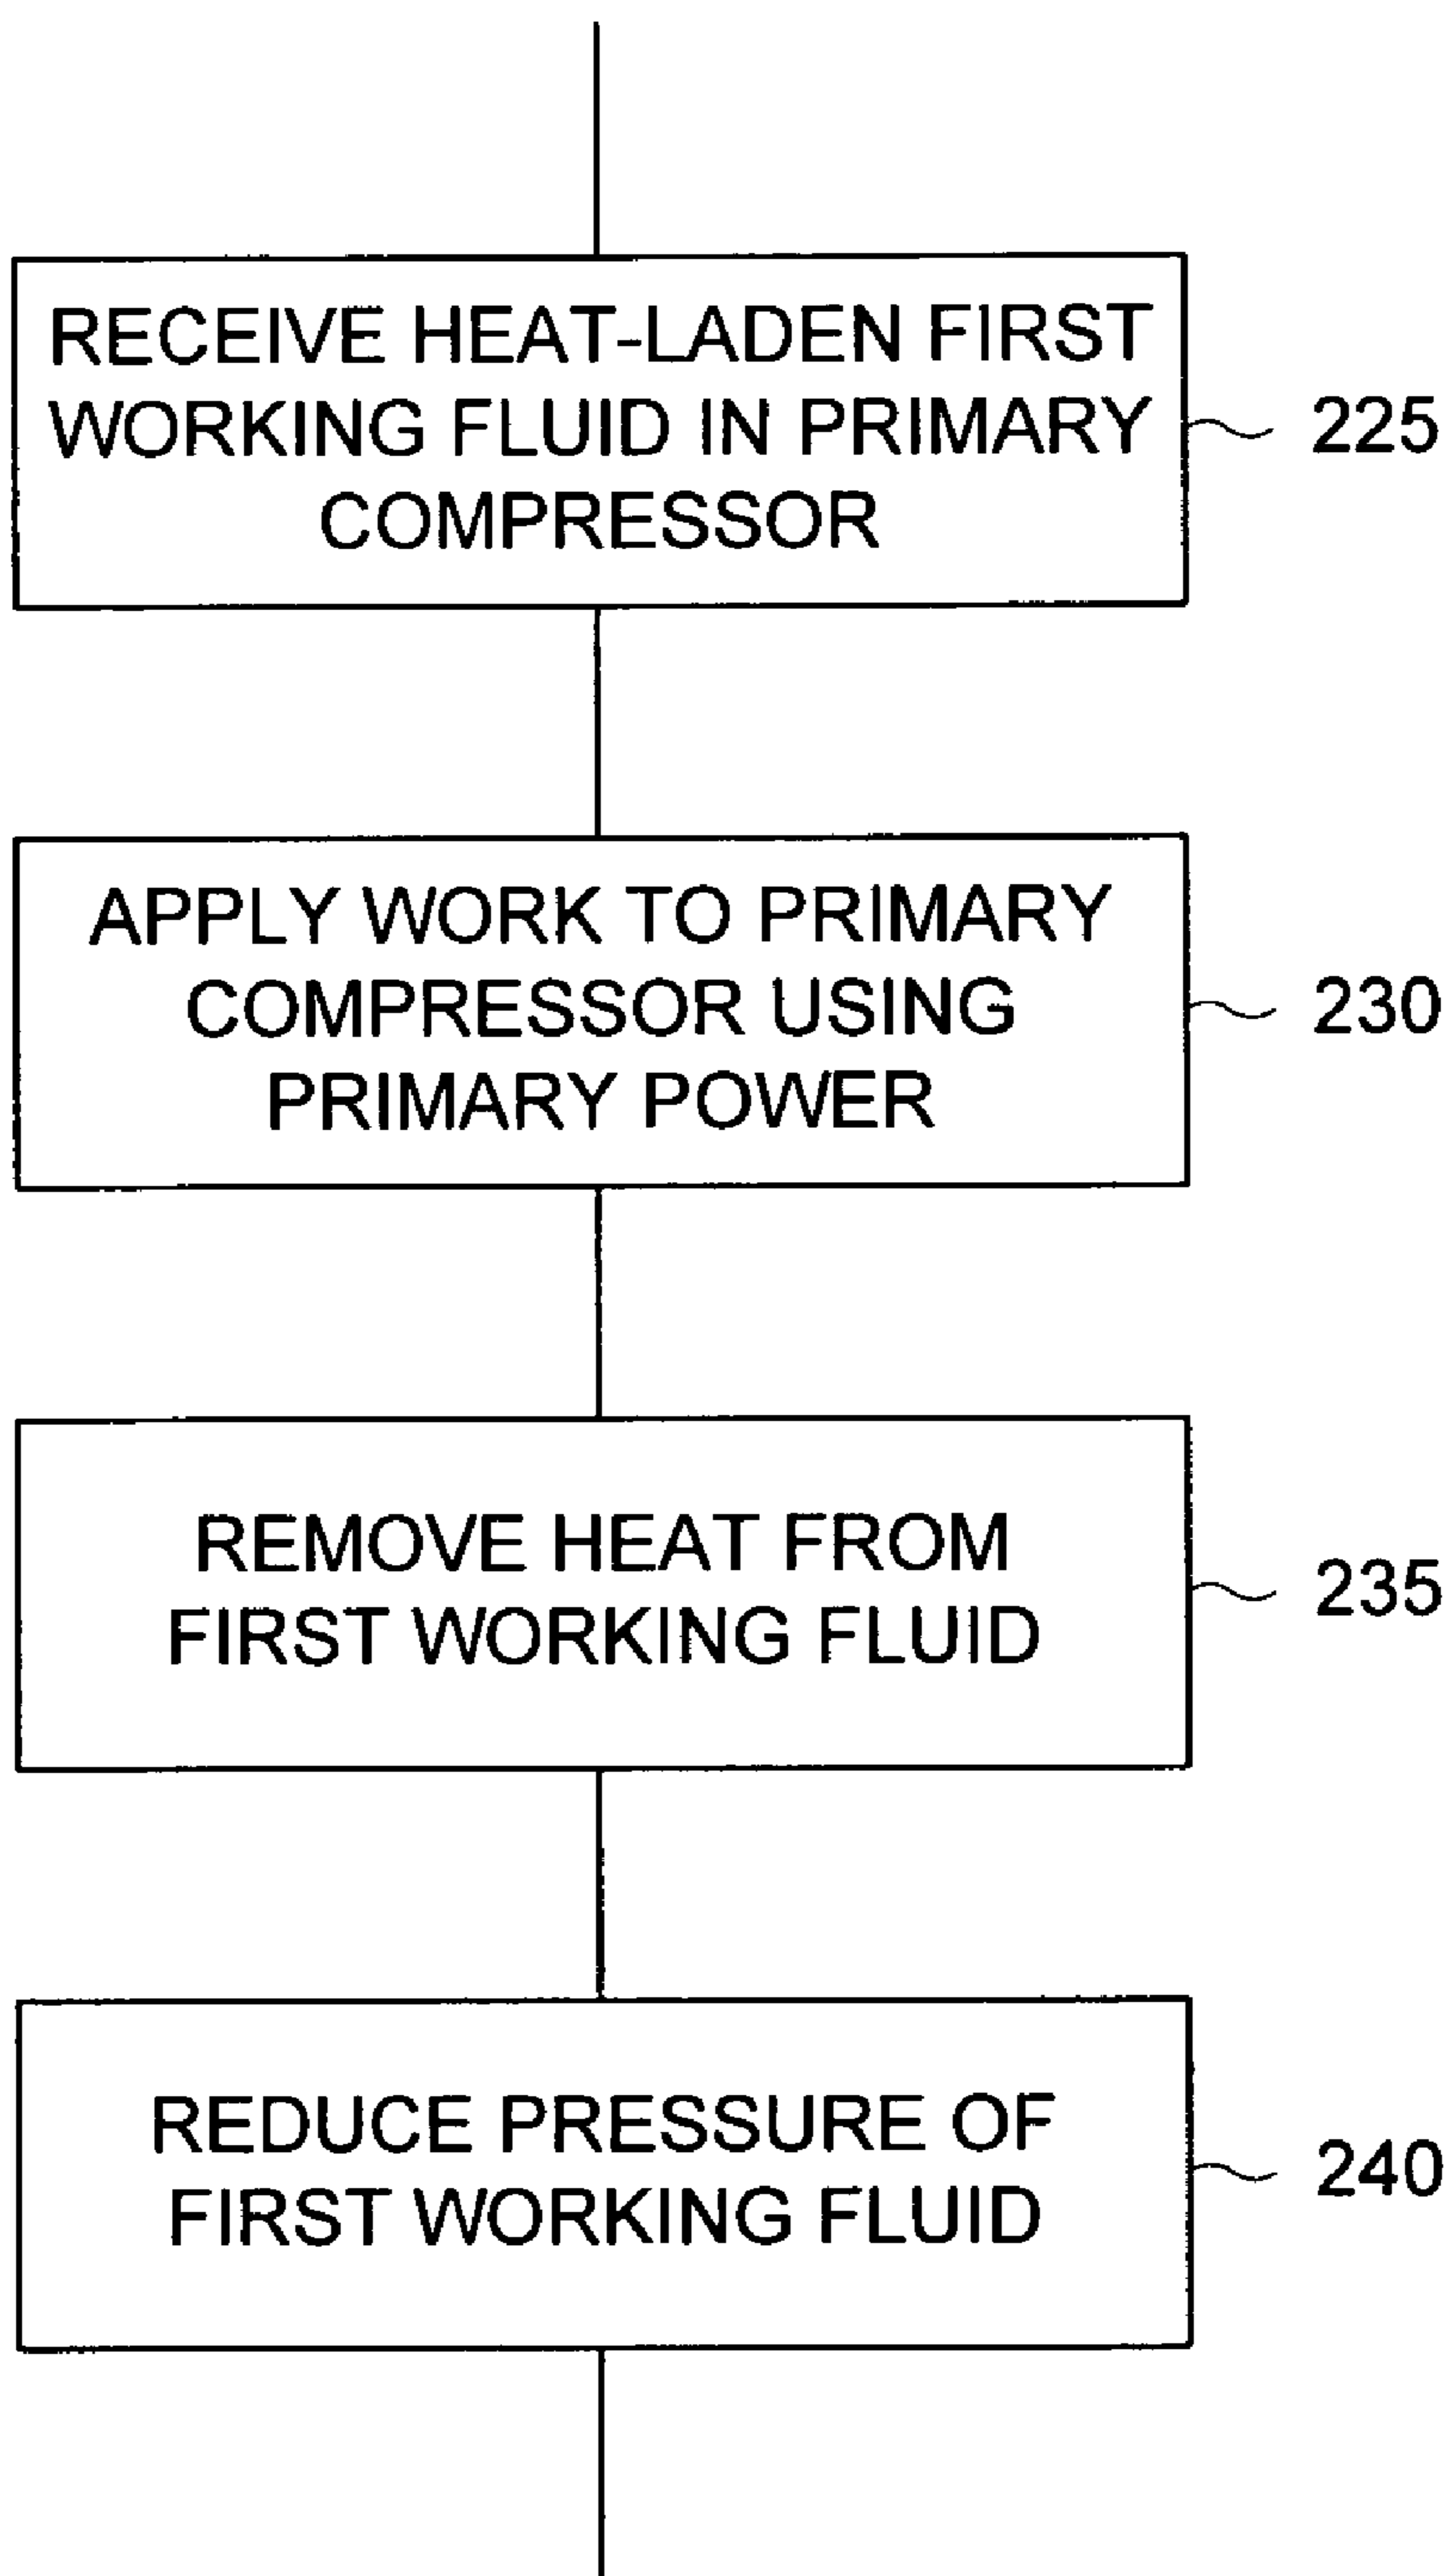 RECEIVE HEAT-LADEN FIRST
WORKING FLUID IN PRIMARY
COMPRESSOR
225
APPLY WORK TO PRIMARY
COMPRESSOR USING
PRIMARY POWER
230
REMOVE HEAT FROM
FIRST WORKING FLUID
235
REDUCE PRESSURE OF
FIRST WORKING FLUID
240